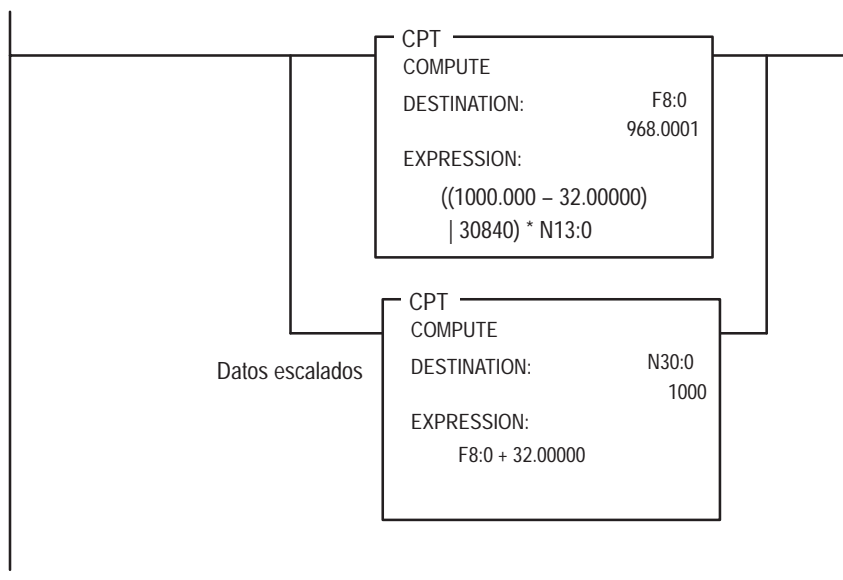 CPT
COMPUTE
DESTINATION: F8:0
968.0001
EXPRESSION:
((1000.000 – 32.00000)
| 30840) * N13:0
CPT
COMPUTE
Datos escalados
DESTINATION: N30:0
1000
EXPRESSION:
F8:0 + 32.00000